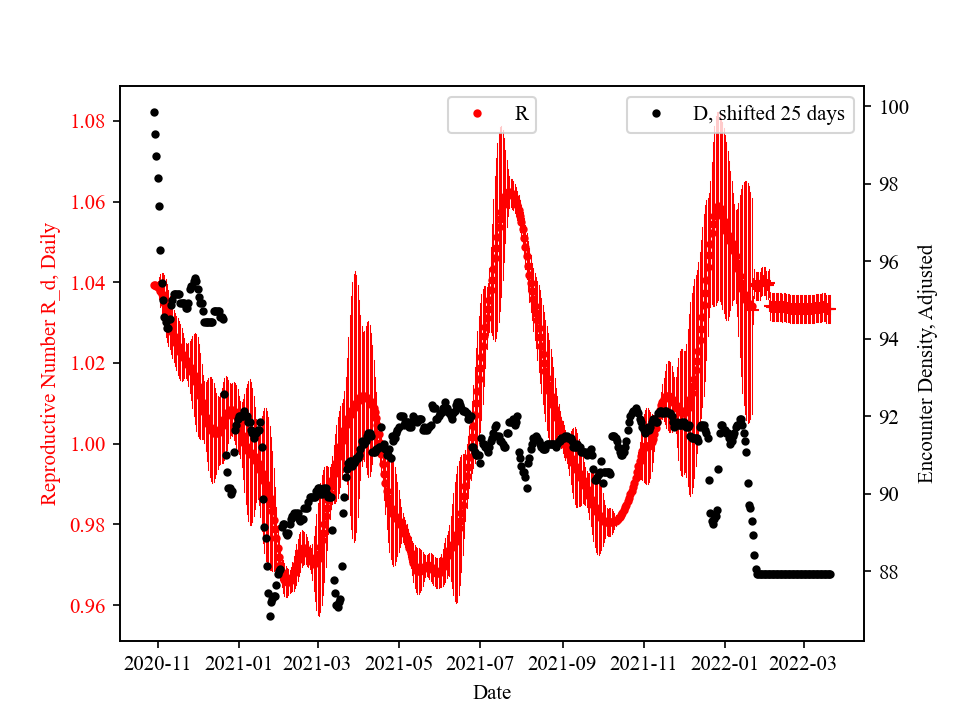 R
D, shifted 25 days
1.08
1.06
1.04
1.02
1.00
0.98
0.96
Reproductive Number R_d, Daily
100
98
96
94
92
90
88
Encounter Density, Adjusted
2020-11 2021-01 2021-03 2021-05 2021-07 2021-09 2021-11 2022-01 2022-03
Date